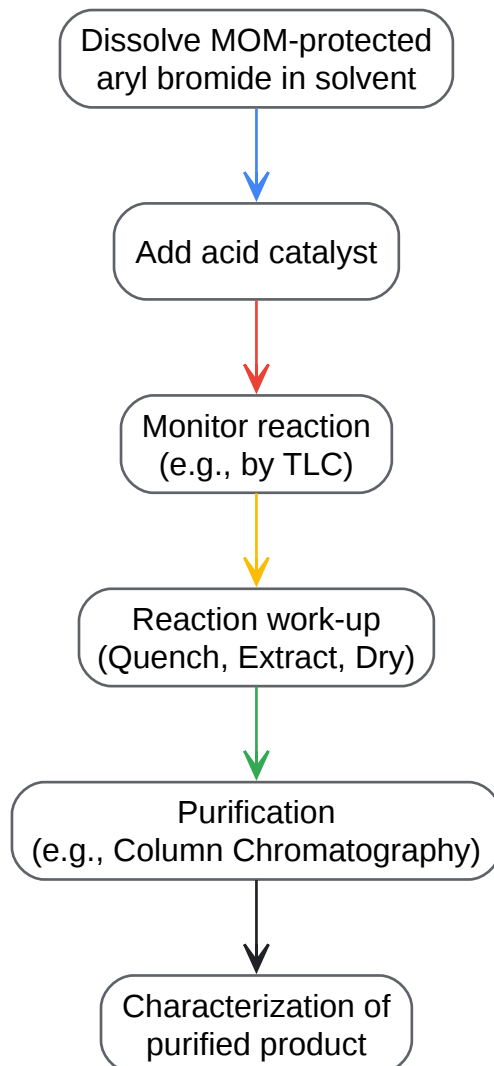 Dissolve MOM-protected
aryl bromide in solvent
Add acid catalyst
Monitor reaction
(e.g., by TLC)
Reaction work-up
(Quench, Extract, Dry)
Purification
(e.g., Column Chromatography)
Characterization of
purified product